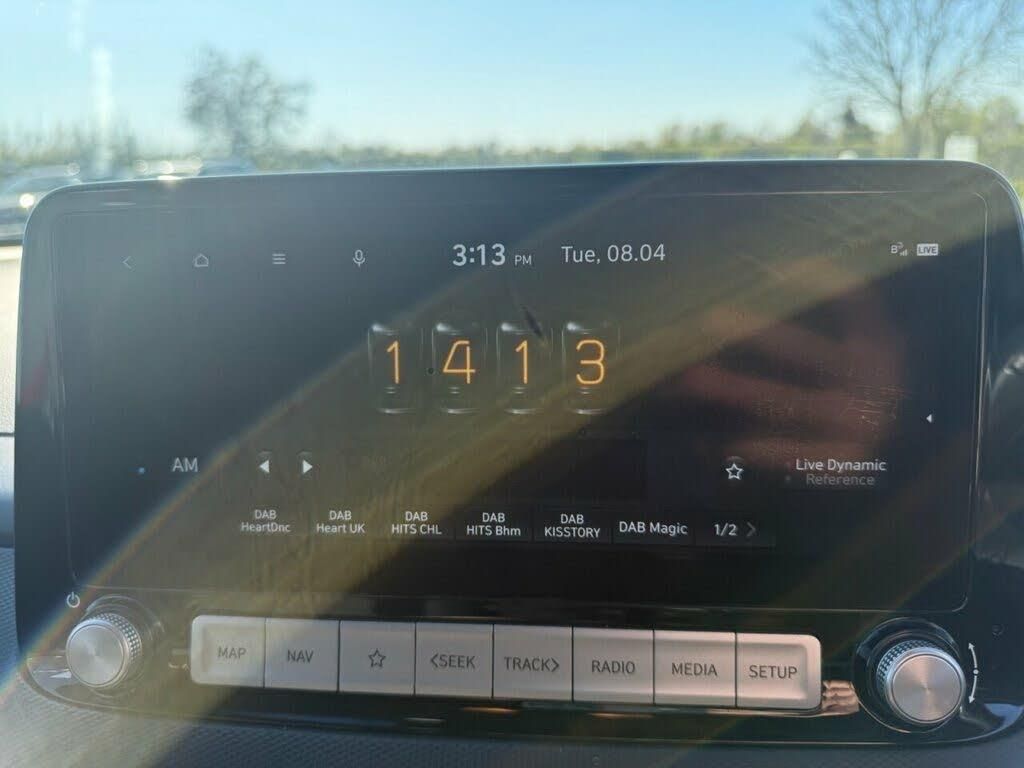 3:13 PM Tue, 08.04 LIVE
1413
AM
Live Dynamic
Reference
DAB HeartDnc
DAB Heart UK
DAB HITS CHL
DAB HITS Bhm
DAB KISSTORY
DAB Magic
1/2 >
MAP NAV <SEEK TRACK> RADIO MEDIA SETUP